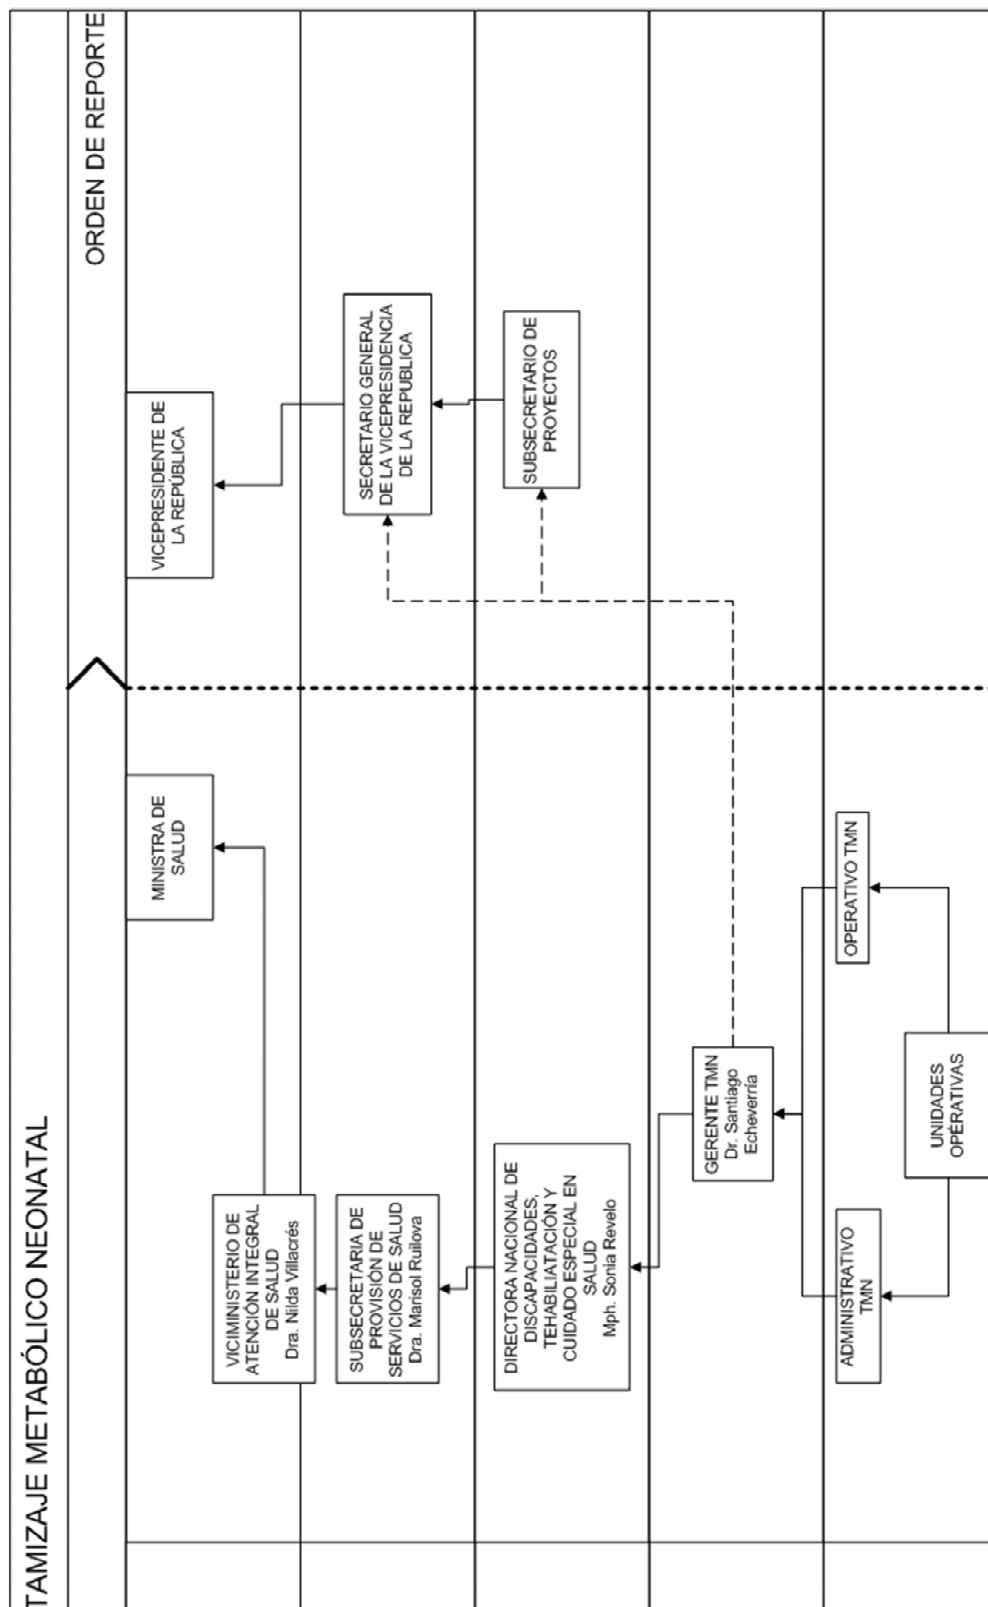 TAMIZAJE METABÓLICO NEONATAL
ORDEN DE REPORTE
MINISTRA DE
SALUD
VICEPRESIDENTE DE
LA REPÚBLICA
VICIMINISTERIO DE
ATENCIÓN INTEGRAL
DE SALUD
Dra. Nilda Villacrés
SUBSECRETARIA DE
PROVISIÓN DE
SERVICIOS DE SALUD
Dra. Marisol Ruilova
SECRETARIO GENERAL
DE LA VICEPRESIDENCIA
DE LA REPUBLICA
DIRECTORA NACIONAL DE
DISCAPACIDADES,
TEHABILIATACIÓN Y
CUIDADO ESPECIAL EN
SALUD
Mph. Sonia Revelo
SUBSECRETARIO DE
PROYECTOS
GERENTE TMN
Dr. Santiago
Echeverría
ADMINISTRATIVO
TMN
OPERATIVO TMN
UNIDADES
OPÉRATIVAS